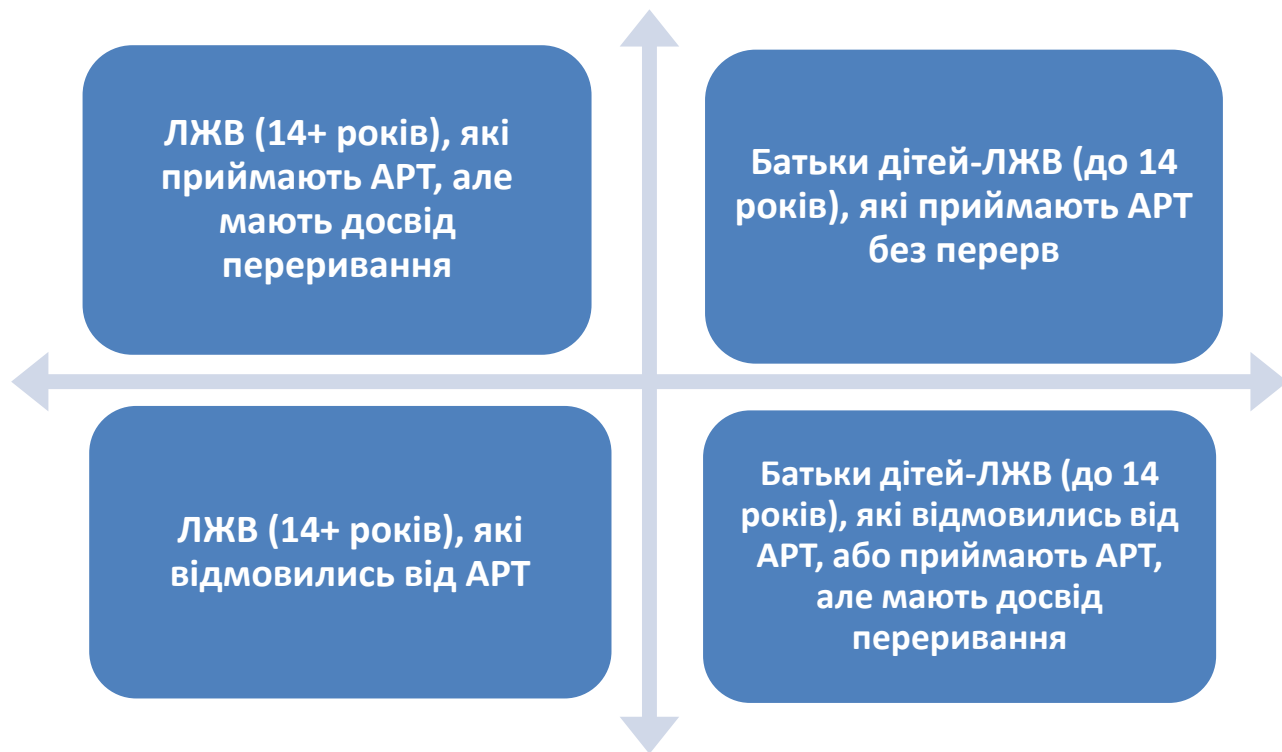 ЛЖВ (14+ років), які
приймають АРТ, але
мають досвід
переривання
Батьки дітей-ЛЖВ (до 14
років), які приймають АРТ
без перерв
ЛЖВ (14+ років), які
відмовились від АРТ
Батьки дітей-ЛЖВ (до 14
років), які відмовились від
АРТ, або приймають АРТ,
але мають досвід
переривання